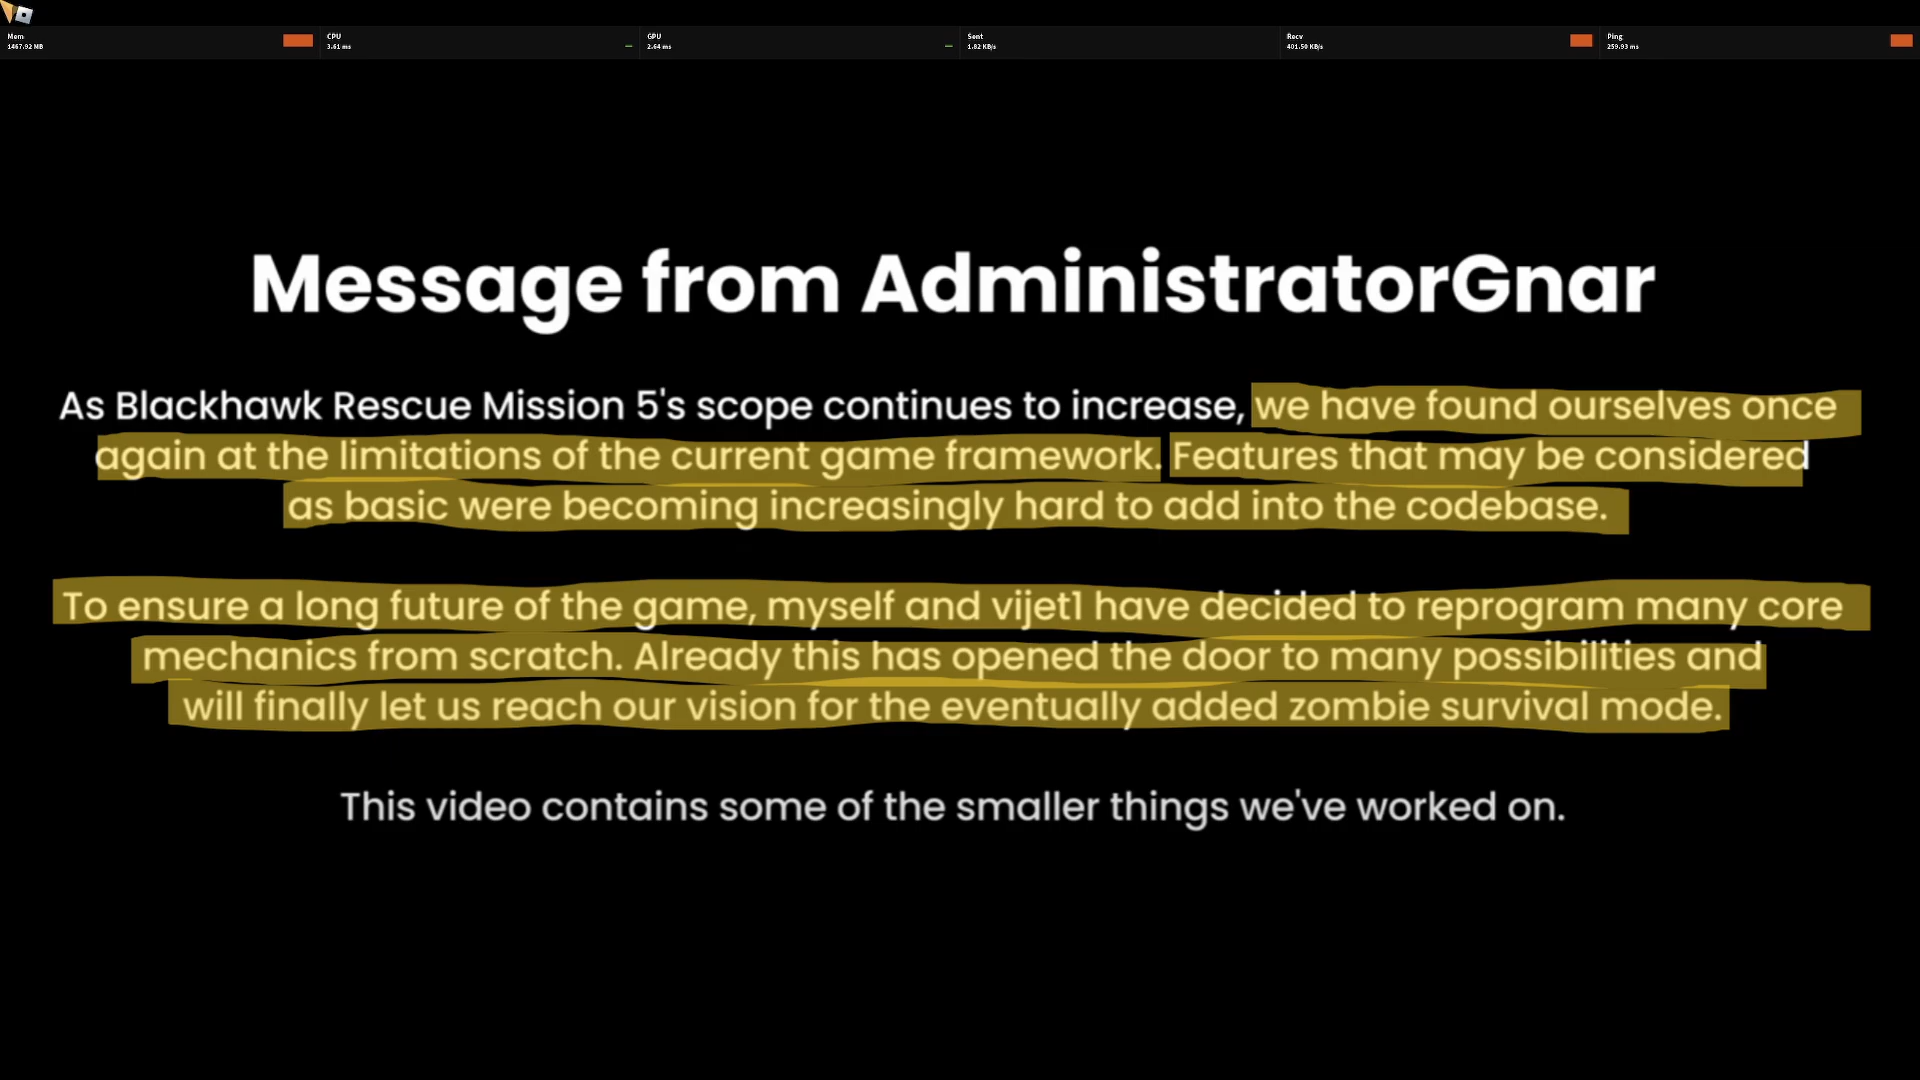 Mem
1467.92 MB
CPU
3.61 ms
GPU
2.64 ms
Sent
1.82 KB/s
Recv
401.50 KB/s
Ping
259.93 ms
Message from AdministratorGnar
As Blackhawk Rescue Mission 5's scope continues to increase, we have found ourselves once
again at the limitations of the current game framework. Features that may be considered
as basic were becoming increasingly hard to add into the codebase.
To ensure a long future of the game, myself and vijet1 have decided to reprogram many core
mechanics from scratch. Already this has opened the door to many possibilities and
will finally let us reach our vision for the eventually added zombie survival mode.
This video contains some of the smaller things we've worked on.